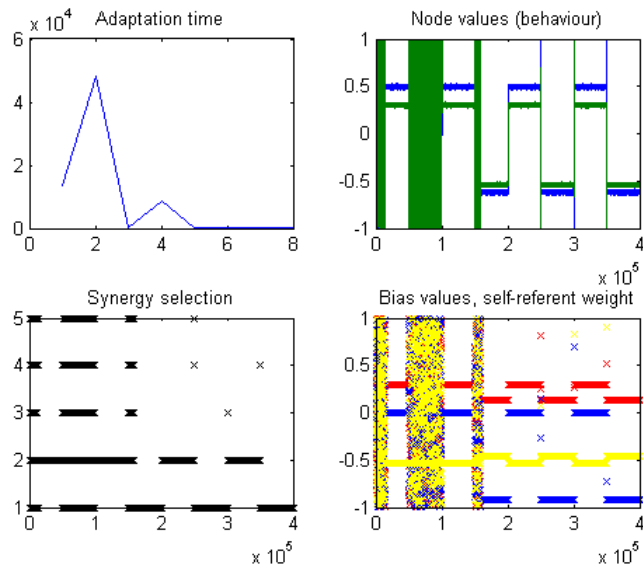 Adaptation time
x 10^4
6
4
2
0
0 2 4 6 8
Node values (behaviour)
1
0.5
0
-0.5
-1
0 1 2 3 4
x 10^5
Synergy selection
5
4
3
2
1
0 1 2 3 4
x 10^5
Bias values, self-referent weight
1
0.5
0
-0.5
-1
0 1 2 3 4
x 10^5